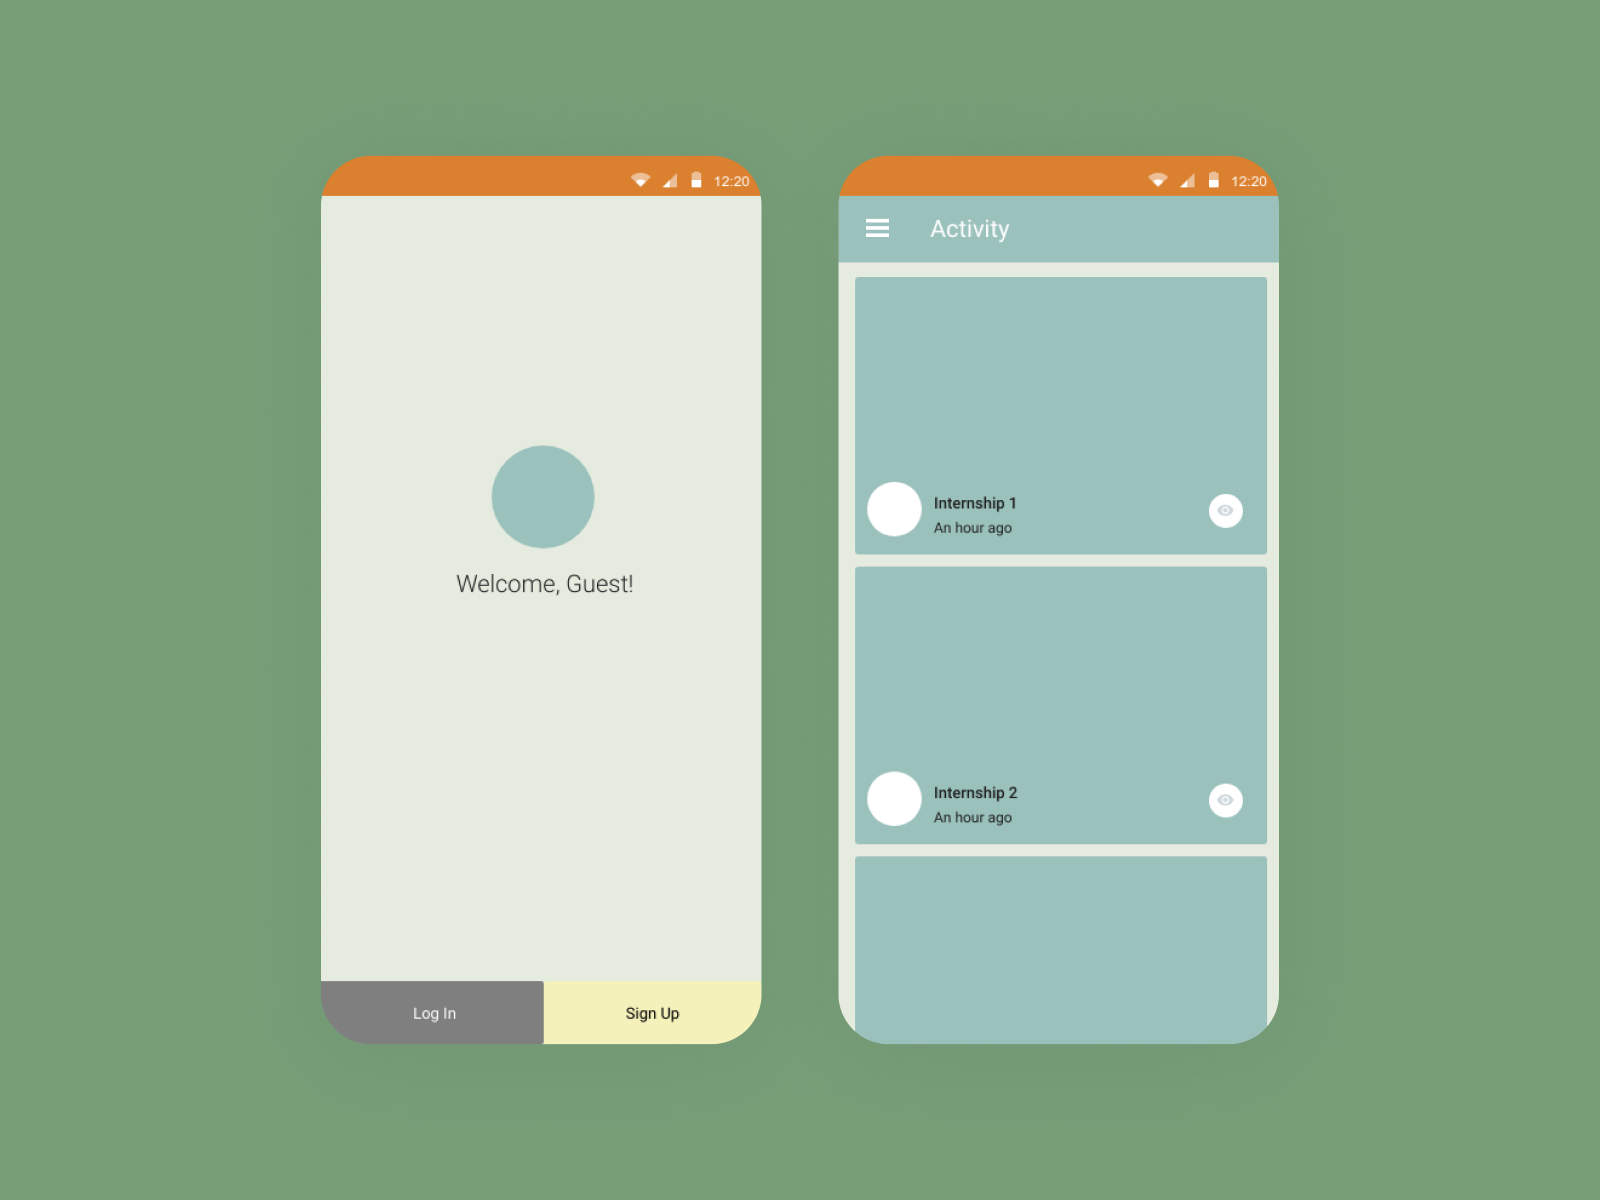 12:20
Welcome, Guest!
Log In
Sign Up
12:20
Activity
Internship 1
An hour ago
Internship 2
An hour ago